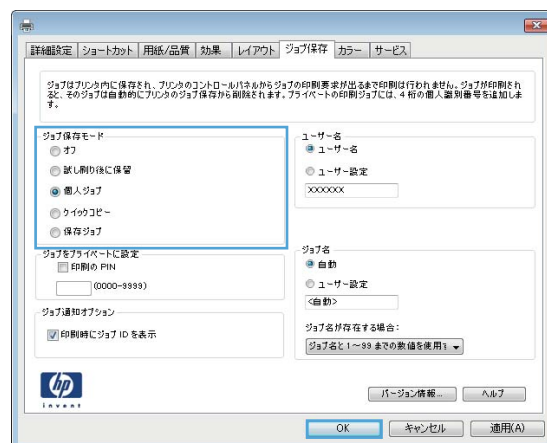 詳細設定 ショートカット 用紙/品質 効果 レイアウト ジョブ保存 カラー サービス
ジョブはプリンタ内に保存され、プリンタのコントロールパネルからジョブの印刷要求が出るまで印刷は行われません。ジョブが印刷され
ると、そのジョブは自動的にプリンタのジョブ保存から削除されます。プライベートの印刷ジョブには、4 桁の個人識別番号を追加しま
す。
ジョブ保存モード
オフ
試し刷り後に保留
個人ジョブ
クイックコピー
保存ジョブ
ユーザー名
ユーザー名
ユーザー設定
XXXXXX
ジョブをプライベートに設定
印刷の PIN
(0000-9999)
ジョブ通知オプション
印刷時にジョブ ID を表示
ジョブ名
自動
ユーザー設定
<自動>
ジョブ名が存在する場合:
ジョブ名と 1～99 までの数値を使用す
hp
invent
バージョン情報... ヘルプ
OK キャンセル 適用(A)